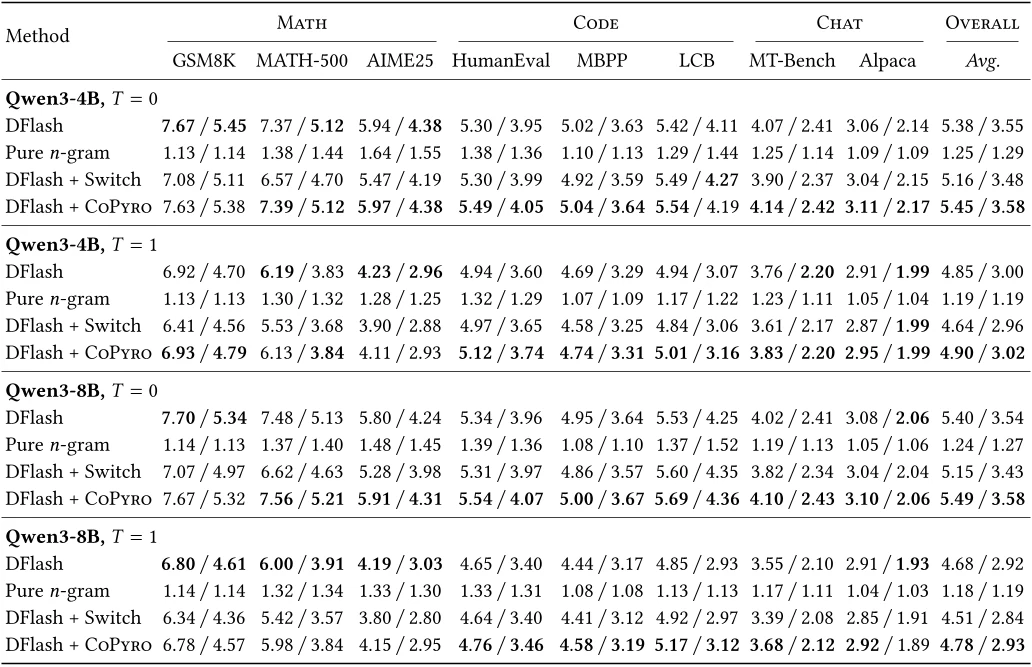 Method MATH CODE CHAT OVERALL
GSM8K MATH-500 AIME25 HumanEval MBPP LCB MT-Bench Alpaca Avg.
Qwen3-4B, T = 0
DFlash 7.67 / 5.45 7.37 / 5.12 5.94 / 4.38 5.30 / 3.95 5.02 / 3.63 5.42 / 4.11 4.07 / 2.41 3.06 / 2.14 5.38 / 3.55
Pure n-gram 1.13 / 1.14 1.38 / 1.44 1.64 / 1.55 1.38 / 1.36 1.10 / 1.13 1.29 / 1.44 1.25 / 1.14 1.09 / 1.09 1.25 / 1.29
DFlash + Switch 7.08 / 5.11 6.57 / 4.70 5.47 / 4.19 5.30 / 3.99 4.92 / 3.59 5.49 / 4.27 3.90 / 2.37 3.04 / 2.15 5.16 / 3.48
DFlash + COPYRO 7.63 / 5.38 7.39 / 5.12 5.97 / 4.38 5.49 / 4.05 5.04 / 3.64 5.54 / 4.19 4.14 / 2.42 3.11 / 2.17 5.45 / 3.58
Qwen3-4B, T = 1
DFlash 6.92 / 4.70 6.19 / 3.83 4.23 / 2.96 4.94 / 3.60 4.69 / 3.29 4.94 / 3.07 3.76 / 2.20 2.91 / 1.99 4.85 / 3.00
Pure n-gram 1.13 / 1.13 1.30 / 1.32 1.28 / 1.25 1.32 / 1.29 1.07 / 1.09 1.17 / 1.22 1.23 / 1.11 1.05 / 1.04 1.19 / 1.19
DFlash + Switch 6.41 / 4.56 5.53 / 3.68 3.90 / 2.88 4.97 / 3.65 4.58 / 3.25 4.84 / 3.06 3.61 / 2.17 2.87 / 1.99 4.64 / 2.96
DFlash + COPYRO 6.93 / 4.79 6.13 / 3.84 4.11 / 2.93 5.12 / 3.74 4.74 / 3.31 5.01 / 3.16 3.83 / 2.20 2.95 / 1.99 4.90 / 3.02
Qwen3-8B, T = 0
DFlash 7.70 / 5.34 7.48 / 5.13 5.80 / 4.24 5.34 / 3.96 4.95 / 3.64 5.53 / 4.25 4.02 / 2.41 3.08 / 2.06 5.40 / 3.54
Pure n-gram 1.14 / 1.13 1.37 / 1.40 1.48 / 1.45 1.39 / 1.36 1.08 / 1.10 1.37 / 1.52 1.19 / 1.13 1.05 / 1.06 1.24 / 1.27
DFlash + Switch 7.07 / 4.97 6.62 / 4.63 5.28 / 3.98 5.31 / 3.97 4.86 / 3.57 5.60 / 4.35 3.82 / 2.34 3.04 / 2.04 5.15 / 3.43
DFlash + COPYRO 7.67 / 5.32 7.56 / 5.21 5.91 / 4.31 5.54 / 4.07 5.00 / 3.67 5.69 / 4.36 4.10 / 2.43 3.10 / 2.06 5.49 / 3.58
Qwen3-8B, T = 1
DFlash 6.80 / 4.61 6.00 / 3.91 4.19 / 3.03 4.65 / 3.40 4.44 / 3.17 4.85 / 2.93 3.55 / 2.10 2.91 / 1.93 4.68 / 2.92
Pure n-gram 1.14 / 1.14 1.32 / 1.34 1.33 / 1.30 1.33 / 1.31 1.08 / 1.08 1.13 / 1.13 1.17 / 1.11 1.04 / 1.03 1.18 / 1.19
DFlash + Switch 6.34 / 4.36 5.42 / 3.57 3.80 / 2.80 4.64 / 3.40 4.41 / 3.12 4.92 / 2.97 3.39 / 2.08 2.85 / 1.91 4.51 / 2.84
DFlash + COPYRO 6.78 / 4.57 5.98 / 3.84 4.15 / 2.95 4.76 / 3.46 4.58 / 3.19 5.17 / 3.12 3.68 / 2.12 2.92 / 1.89 4.78 / 2.93